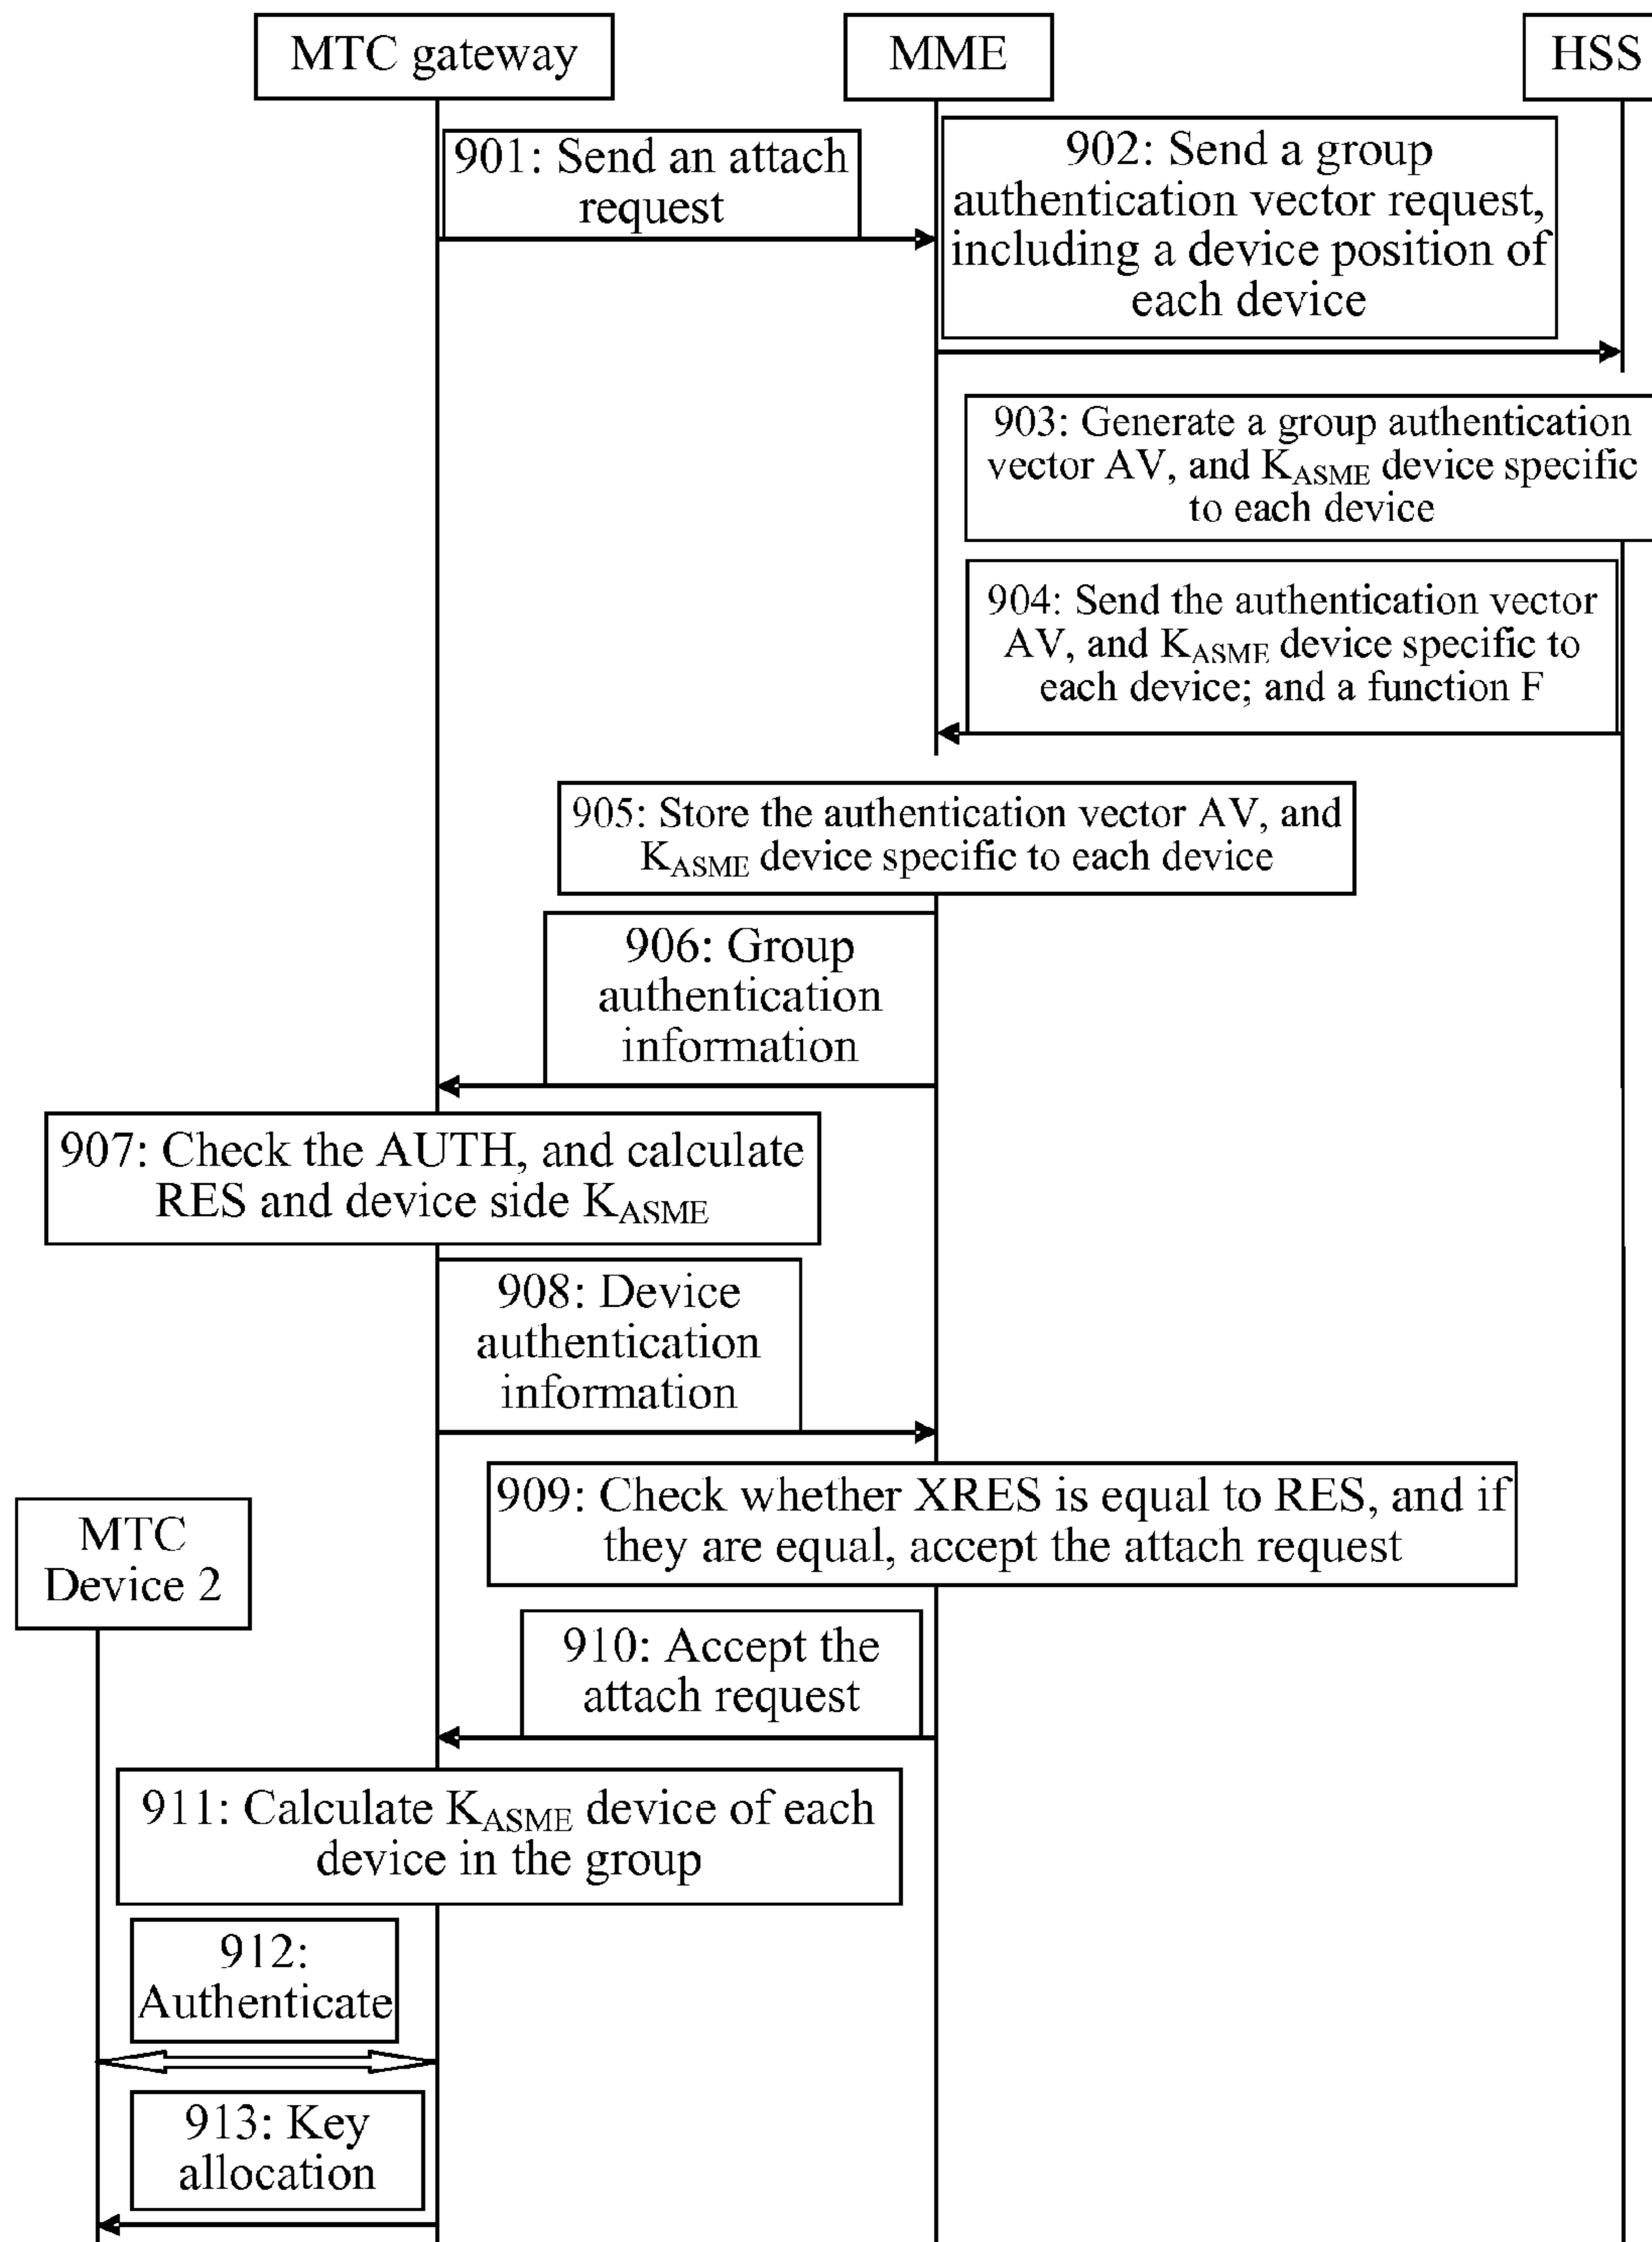 MTC gateway
MME
HSS
901: Send an attach
request
902: Send a group
authentication vector request,
including a device position of
each device
903: Generate a group authentication
vector AV, and KASME device specific
to each device
904: Send the authentication vector
AV, and KASME device specific to
each device; and a function F
905: Store the authentication vector AV, and
KASME device specific to each device
906: Group
authentication
information
907: Check the AUTH, and calculate
RES and device side KASME
908: Device
authentication
information
909: Check whether XRES is equal to RES, and if
they are equal, accept the attach request
MTC
Device 2
910: Accept the
attach request
911: Calculate KASME device of each
device in the group
912:
Authenticate
913: Key
allocation